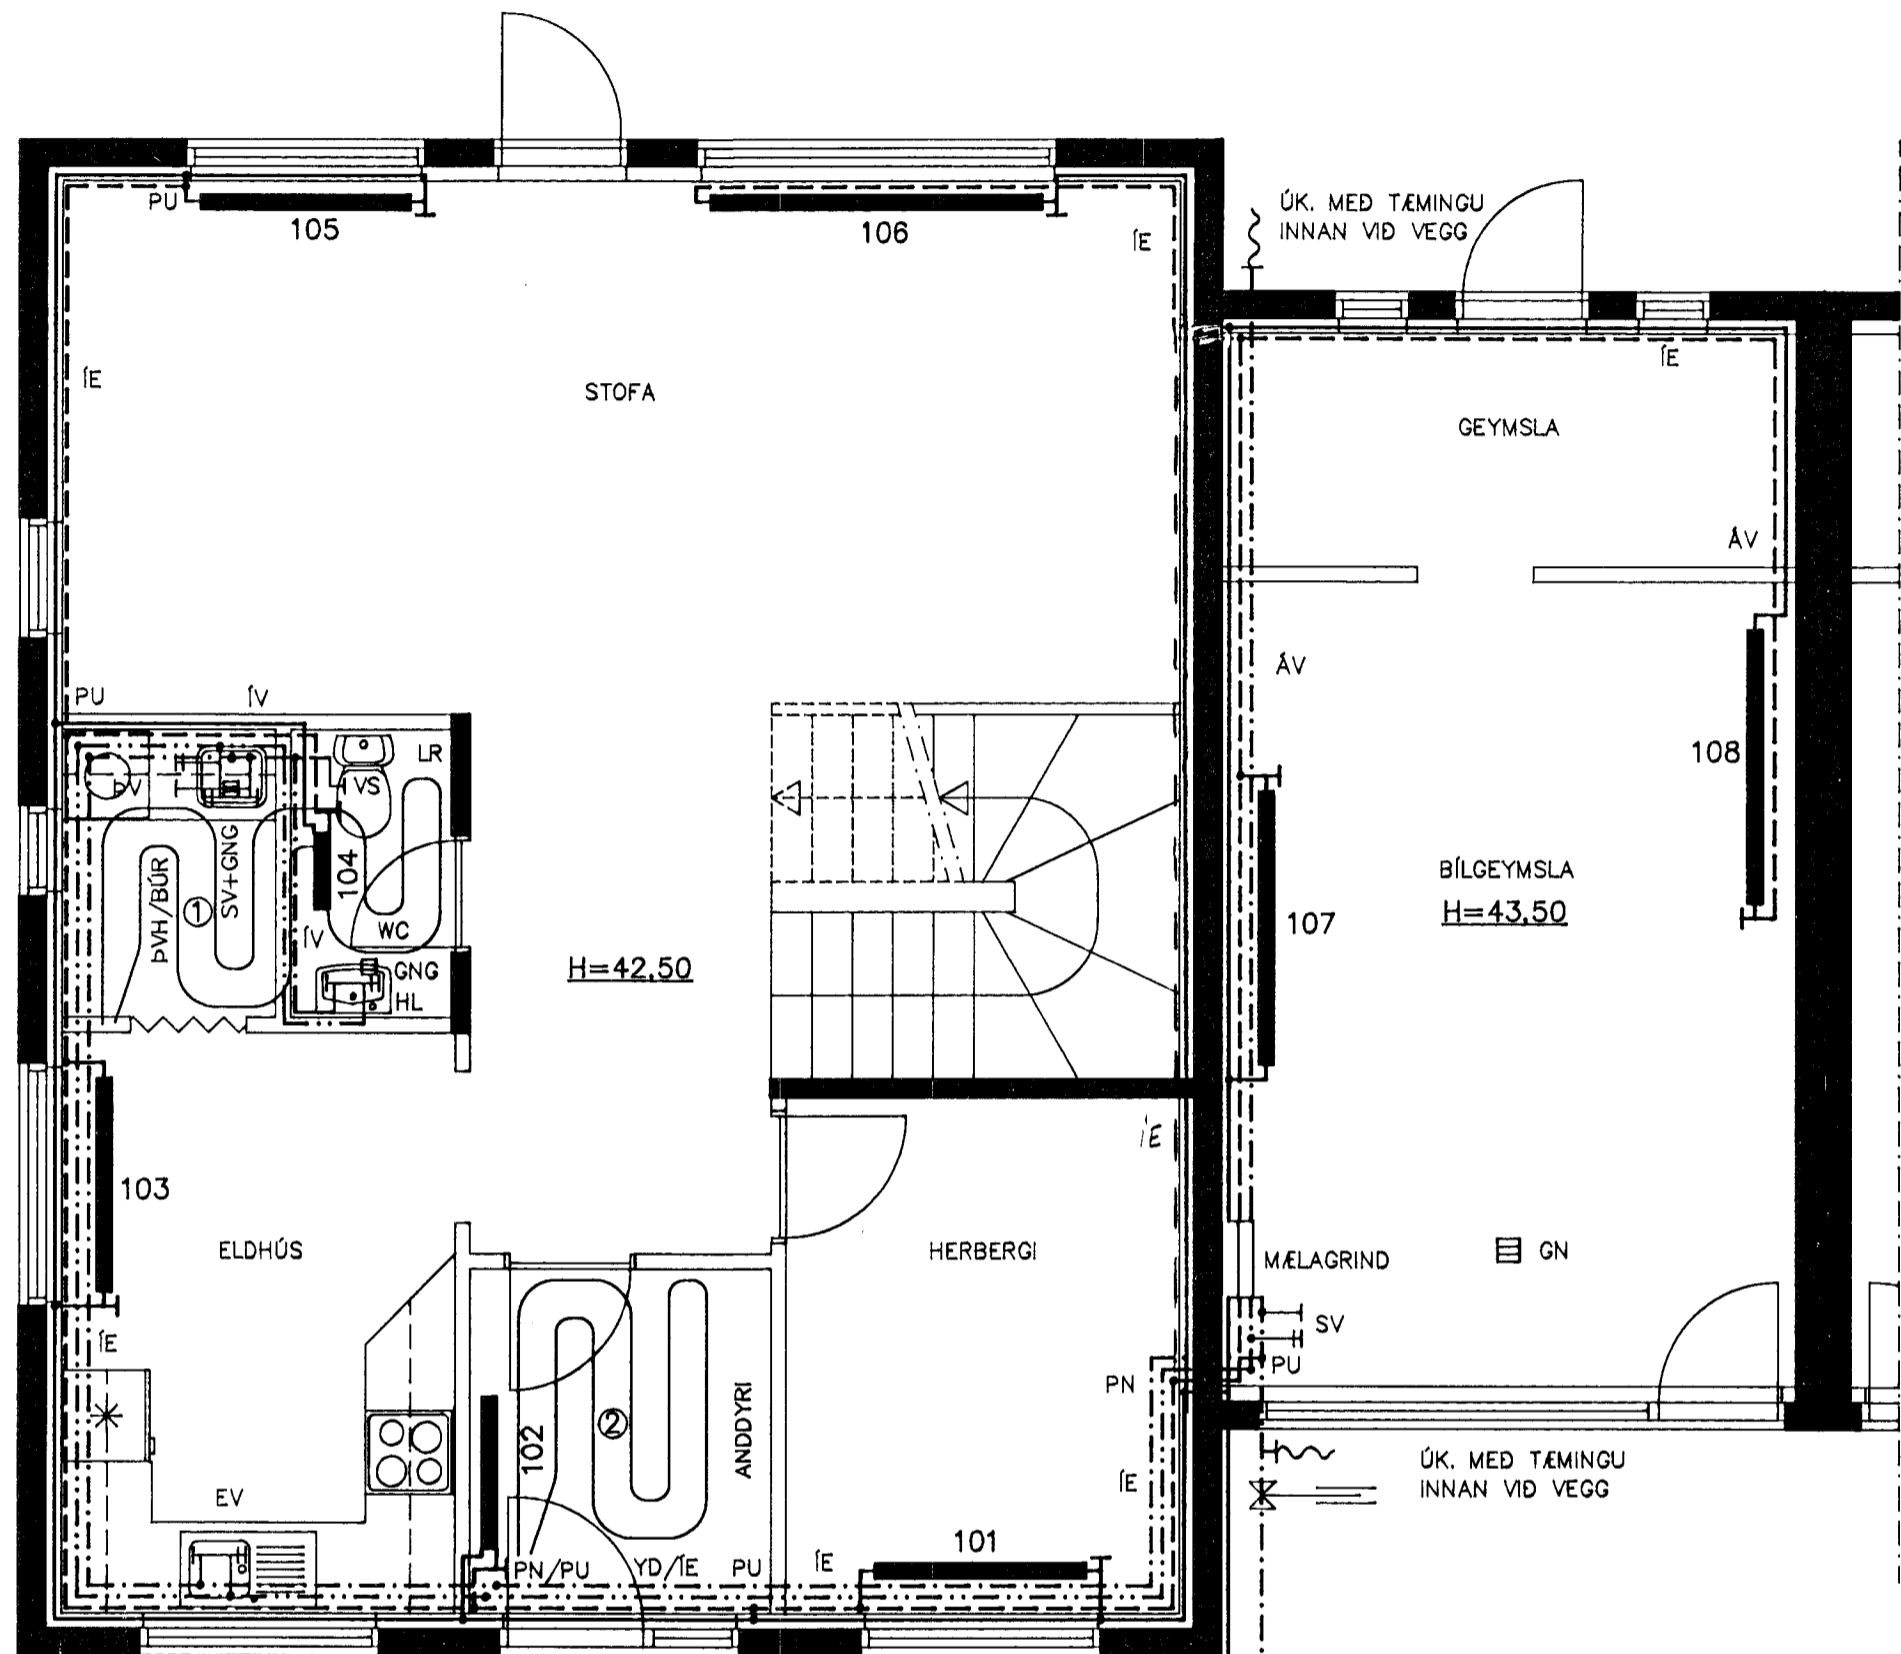 PU
105
106
ÍE
ÚK. MEÐ TÆMINGU
INNAN VIÐ VEGG
ÍE
STOFA
ÍE
GEYMSLA
ÁV
ÁV
PU
ÍV
LR
VS
ÞV
108
SV+GNG
ÞVH/BÚR
1
104
BÍLGEYMSLA
H=43.50
107
ÍV
WC
GNG
HL
H=42.50
ÍE
103
ELDHÚS
HERBERGI
MÆLAGRIND
GN
SV
PU
ÍE
PN
102
2
ANDDYRI
EV
ÍE
ÚK. MEÐ TÆMINGU
INNAN VIÐ VEGG
101
PN/PU
YD/ÍE
PU
ÍE